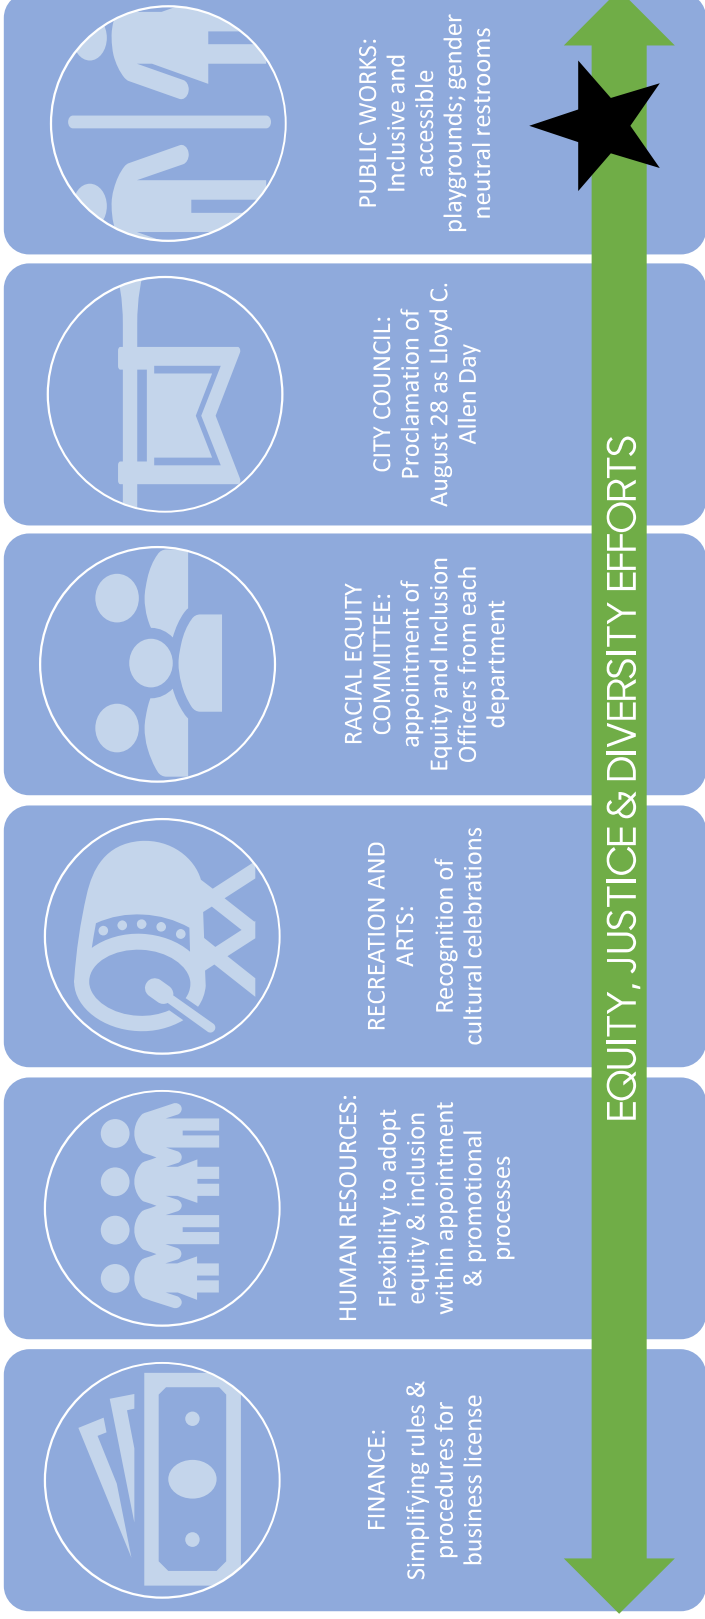 FINANCE:
Simplifying rules &
procedures for
business license
HUMAN RESOURCES:
Flexibility to adopt
equity & inclusion
within appointment
& promotional
processes
RECREATION AND
ARTS:
Recognition of
cultural celebrations
RACIAL EQUITY
COMMITTEE:
appointment of
Equity and Inclusion
Officers from each
department
CITY COUNCIL:
Proclamation of
August 28 as Lloyd C.
Allen Day
PUBLIC WORKS:
Inclusive and
accessible
playgrounds; gender
neutral restrooms
EQUITY, JUSTICE & DIVERSITY EFFORTS